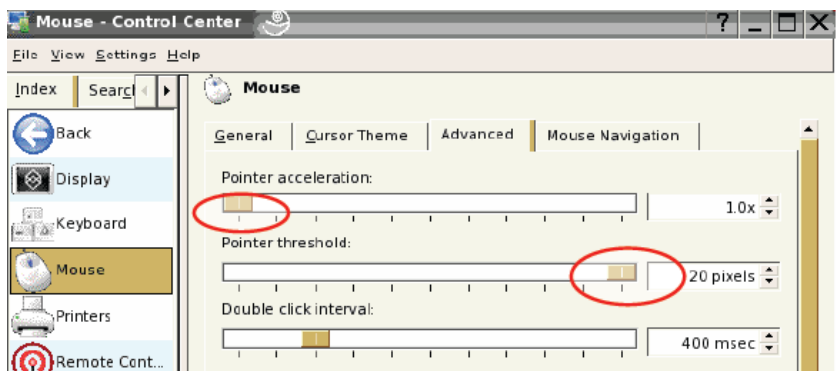 Mouse - Control Center
File View Settings Help
Index
Back
Display
Keyboard
Mouse
Printers
Remote Cont...
Mouse
General Cursor Theme Advanced Mouse Navigation
Pointer acceleration:
1.0x
Pointer threshold:
20 pixels
Double click interval:
400 msec